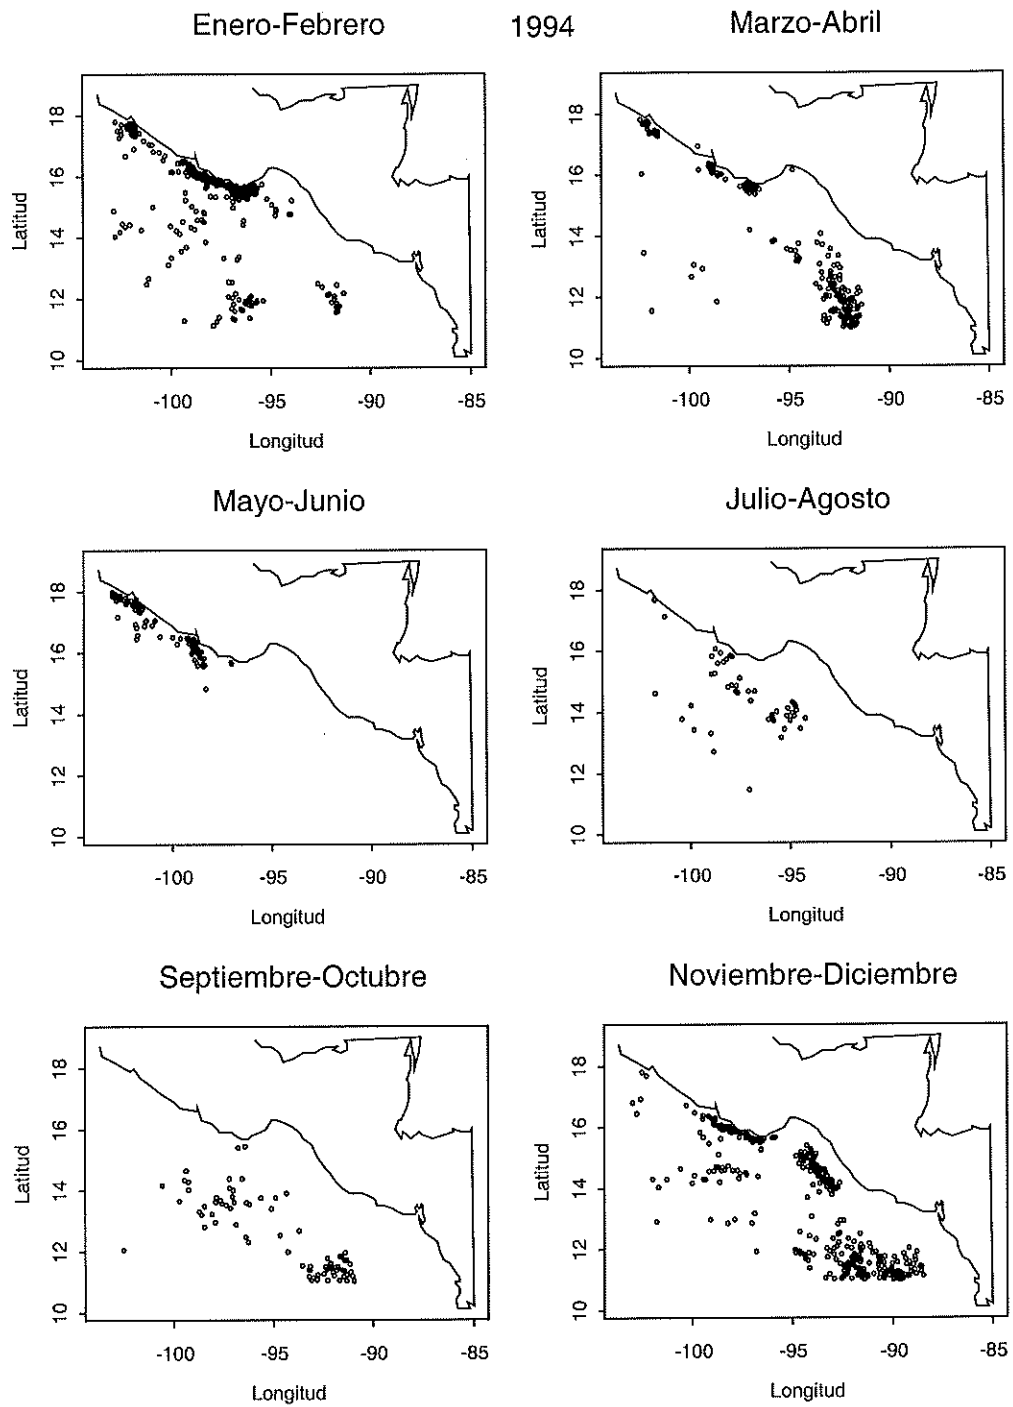 Enero-Febrero 1994 Marzo-Abril
Latitud
18
16
14
12
10
-100 -95 -90 -85
Longitud
Latitud
18
16
14
12
10
-100 -95 -90 -85
Longitud
Mayo-Junio Julio-Agosto
Latitud
18
16
14
12
10
-100 -95 -90 -85
Longitud
Latitud
18
16
14
12
10
-100 -95 -90 -85
Longitud
Septiembre-Octubre Noviembre-Diciembre
Latitud
18
16
14
12
10
-100 -95 -90 -85
Longitud
Latitud
18
16
14
12
10
-100 -95 -90 -85
Longitud